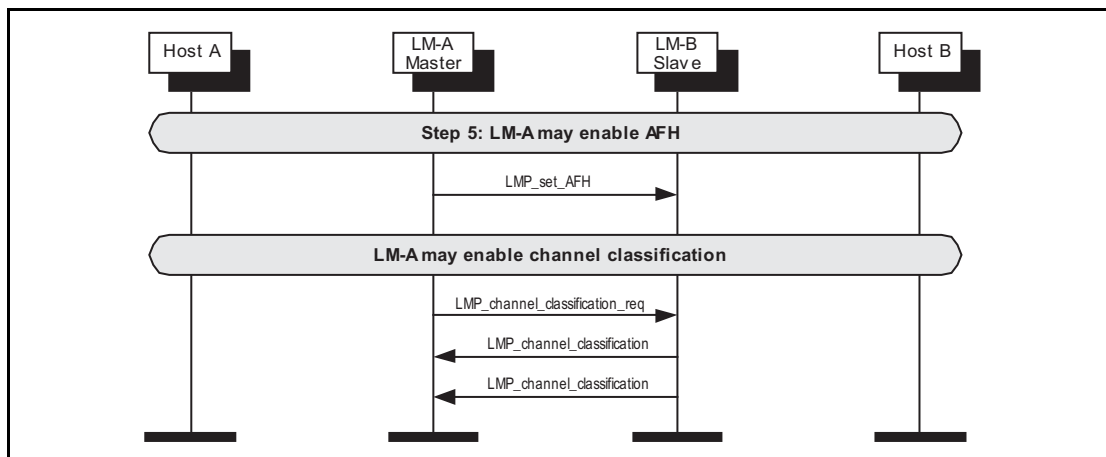 Host A
LM-A
Master
LM-B
Slave
Host B
Step 5: LM-A may enable AFH
LMP_set_AFH
LM-A may enable channel classification
LMP_channel_classification_req
LMP_channel_classification
LMP_channel_classification